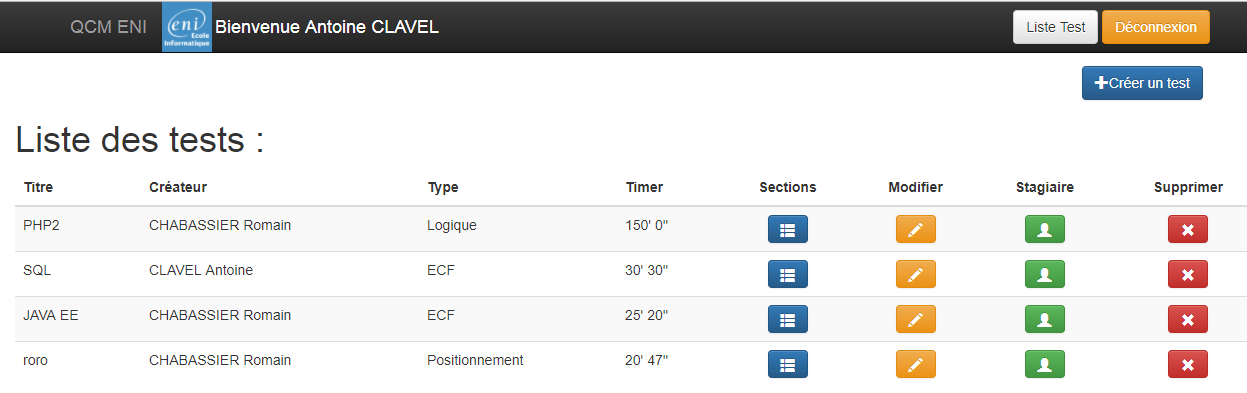 QCM ENI eni Ecole Informatique Bienvenue Antoine CLAVEL Liste Test Déconnexion
Créer un test
Liste des tests :
Titre Créateur Type Timer Sections Modifier Stagiaire Supprimer
PHP2 CHABASSIER Romain Logique 150' 0"
SQL CLAVEL Antoine ECF 30' 30"
JAVA EE CHABASSIER Romain ECF 25' 20"
roro CHABASSIER Romain Positionnement 20' 47"